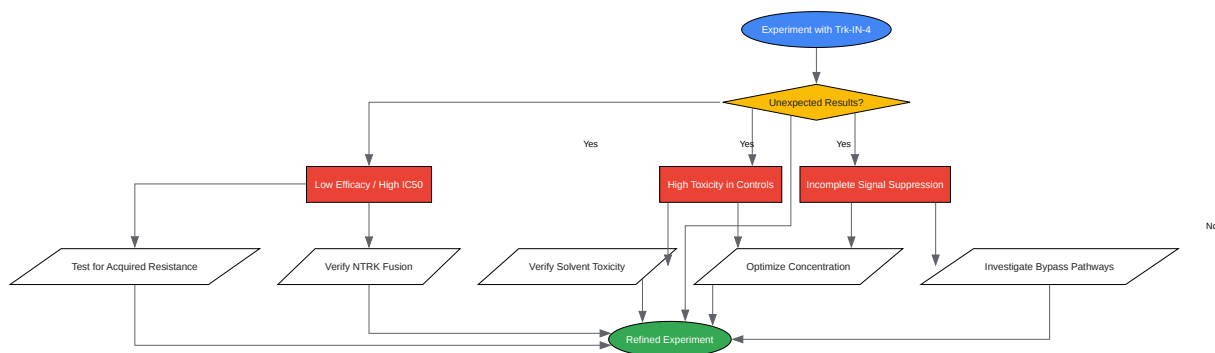 Experiment with Trk-IN-4
Unexpected Results?
Yes
Yes
Yes
Low Efficacy / High IC50
High Toxicity in Controls
Incomplete Signal Suppression
No
Test for Acquired Resistance
Verify NTRK Fusion
Verify Solvent Toxicity
Optimize Concentration
Investigate Bypass Pathways
Refined Experiment